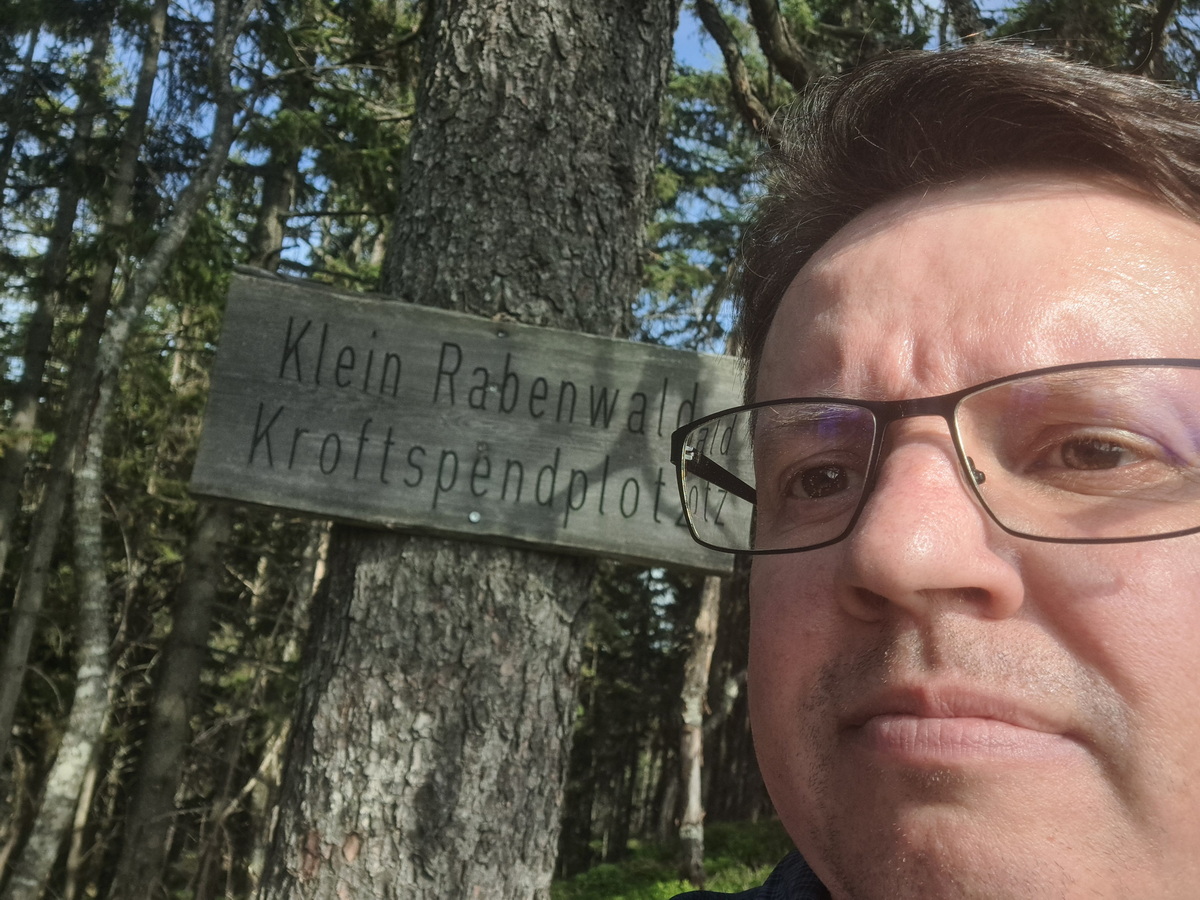 Klein Rabenwald
Kroftspendplotz